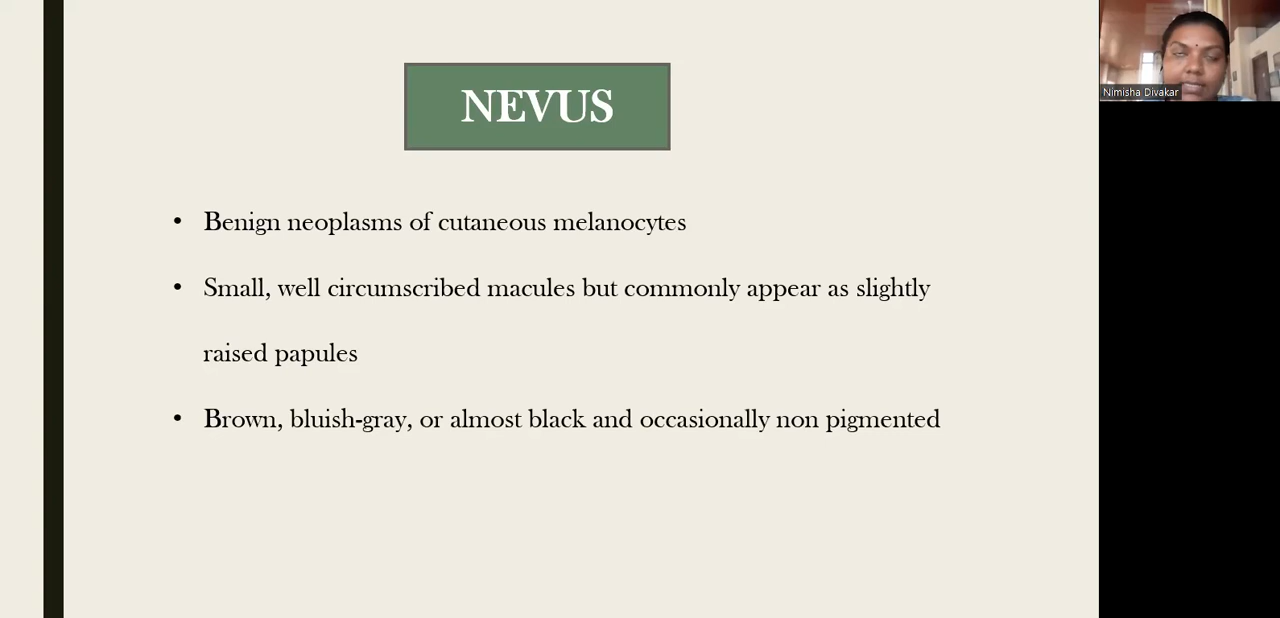 NEVUS
• Benign neoplasms of cutaneous melanocytes
• Small, well circumscribed macules but commonly appear as slightly
raised papules
• Brown, bluish-gray, or almost black and occasionally non pigmented
Nimisha Divakar